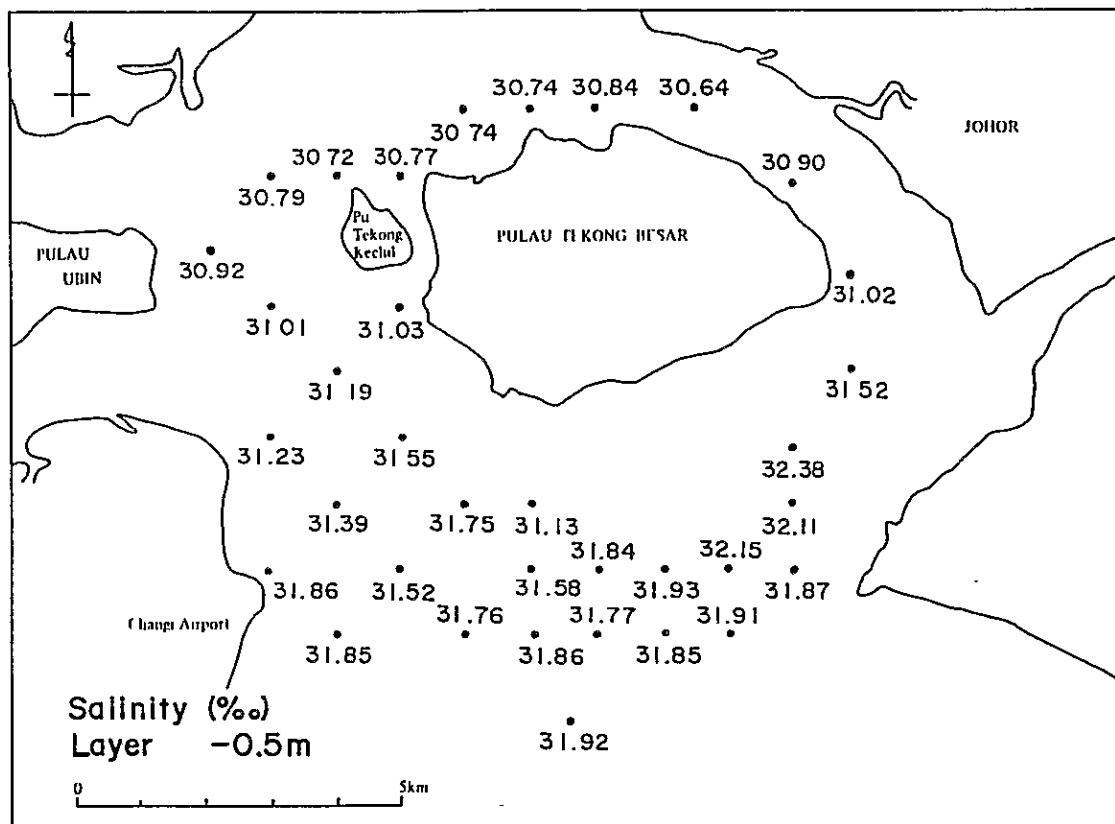 30.74 30.84 30.64
30 74
JOHOR
30 72 30.77
30 90
30.79
Pu
Tekong
kechil
PULAU TEKONG BESAR
PULAU
UBIN
30.92
31.02
31.01 31.03
31 19
31 52
31.23 31 55
32.38
31.39 31.75 31.13 32.11
31.84 32.15
31.86 31.52 31.58 31.93 31.87
31.76 31.77 31.91
Changi Airport
31.85 31.86 31.85
Salinity (‰)
Layer -0.5m
31.92
0 5km